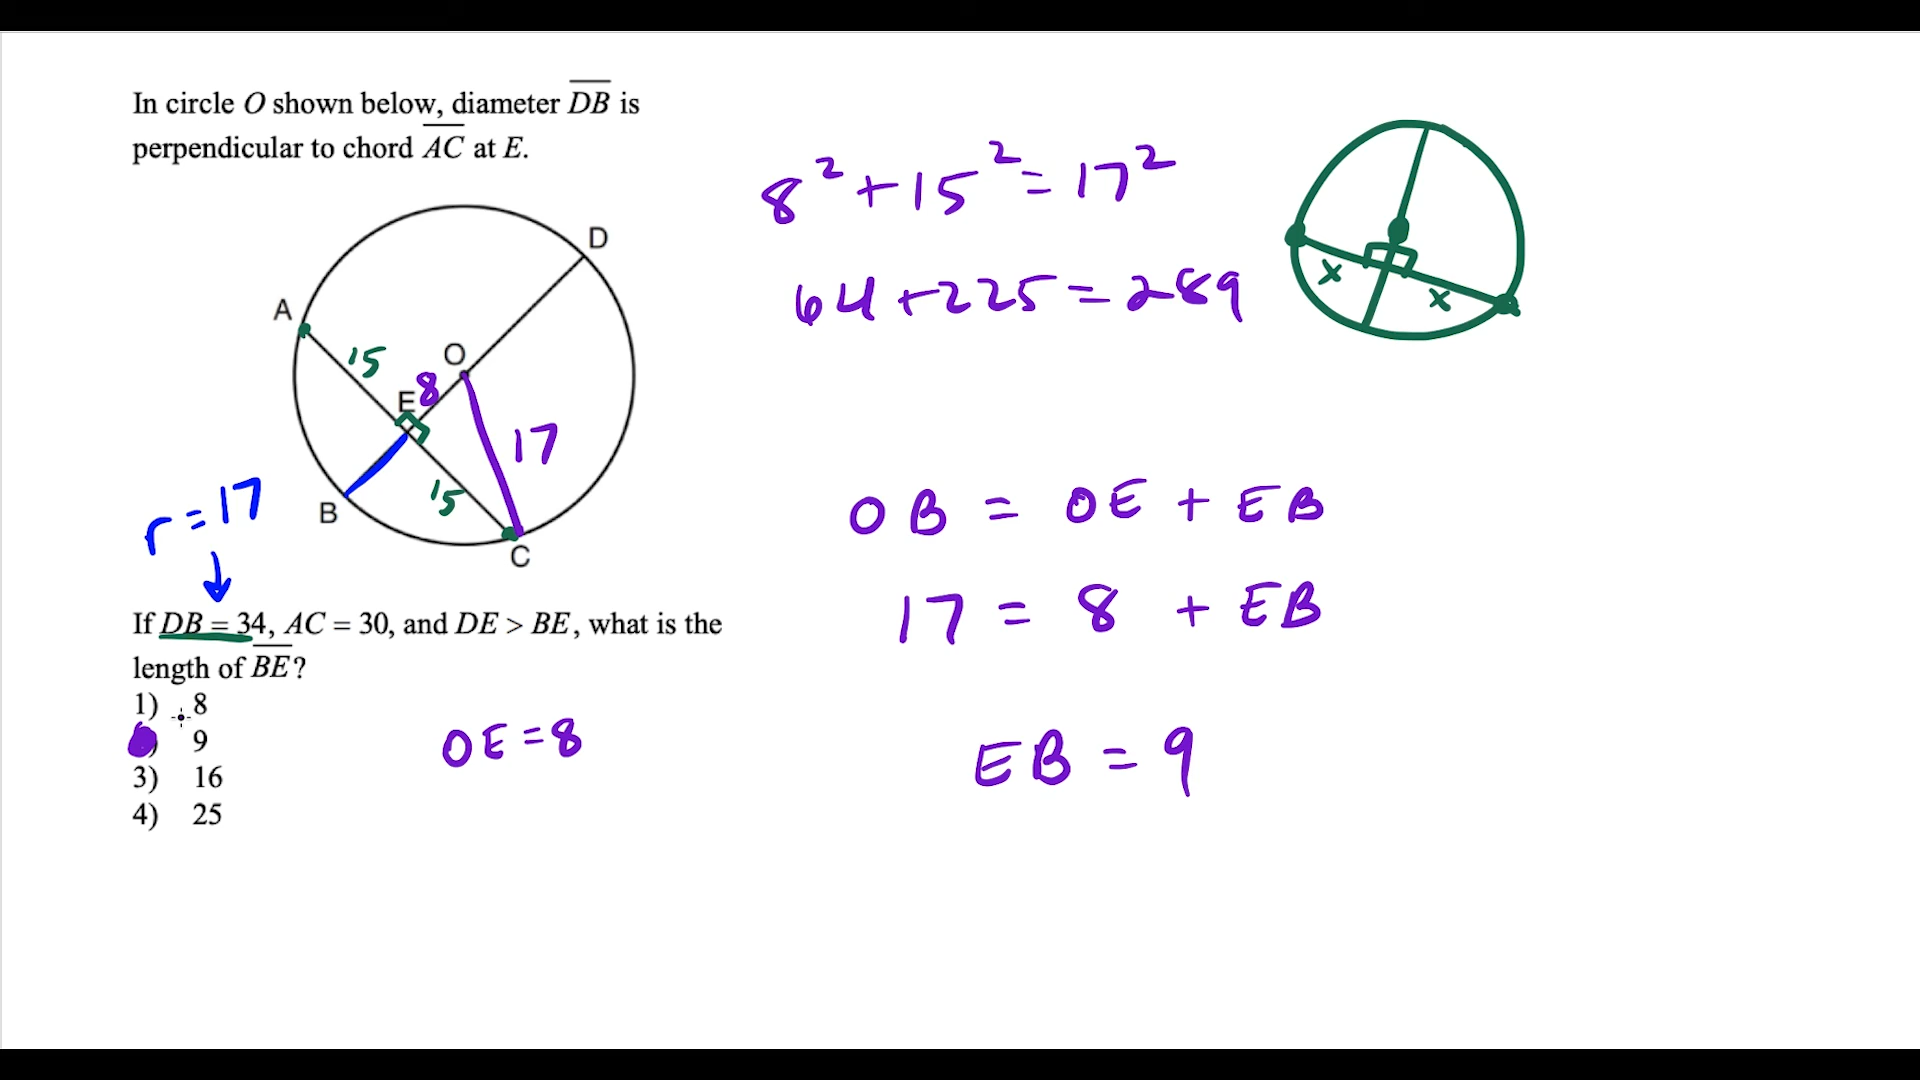 In circle O shown below, diameter DB is
perpendicular to chord AC at E.
D
A
O
E
B
C
15
8
17
15
r = 17
If DB = 34, AC = 30, and DE > BE, what is the
length of BE?
1) 8
9
3) 16
4) 25
OE = 8
8² + 15² = 17²
64 + 225 = 289
OB = OE + EB
17 = 8 + EB
EB = 9
x
x